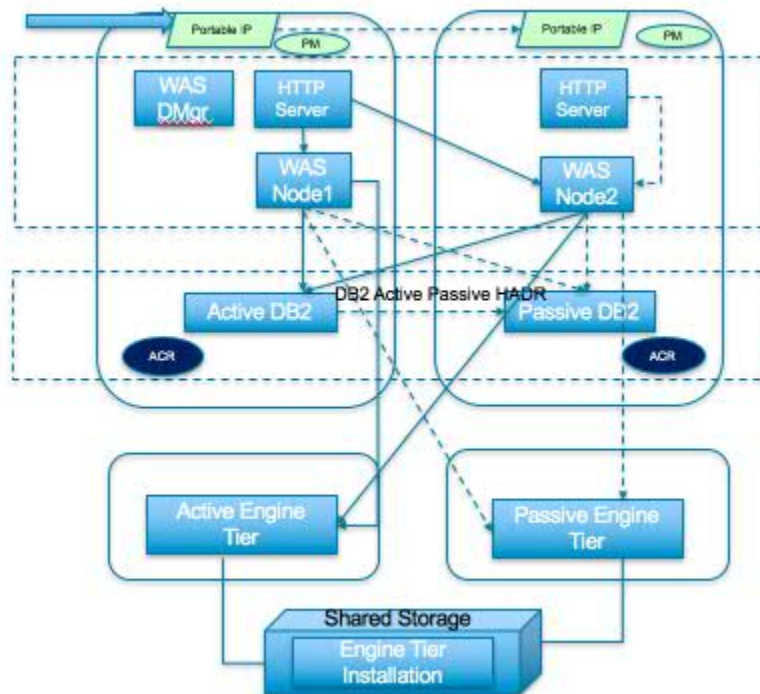 Portable IP
PM
Portable IP
PM
WAS
DMgr
HTTP
Server
HTTP
Server
WAS
Node1
WAS
Node2
DB2 Active Passive HADR
Active DB2
Passive DB2
ACR
ACR
Active Engine
Tier
Passive Engine
Tier
Shared Storage
Engine Tier
Installation